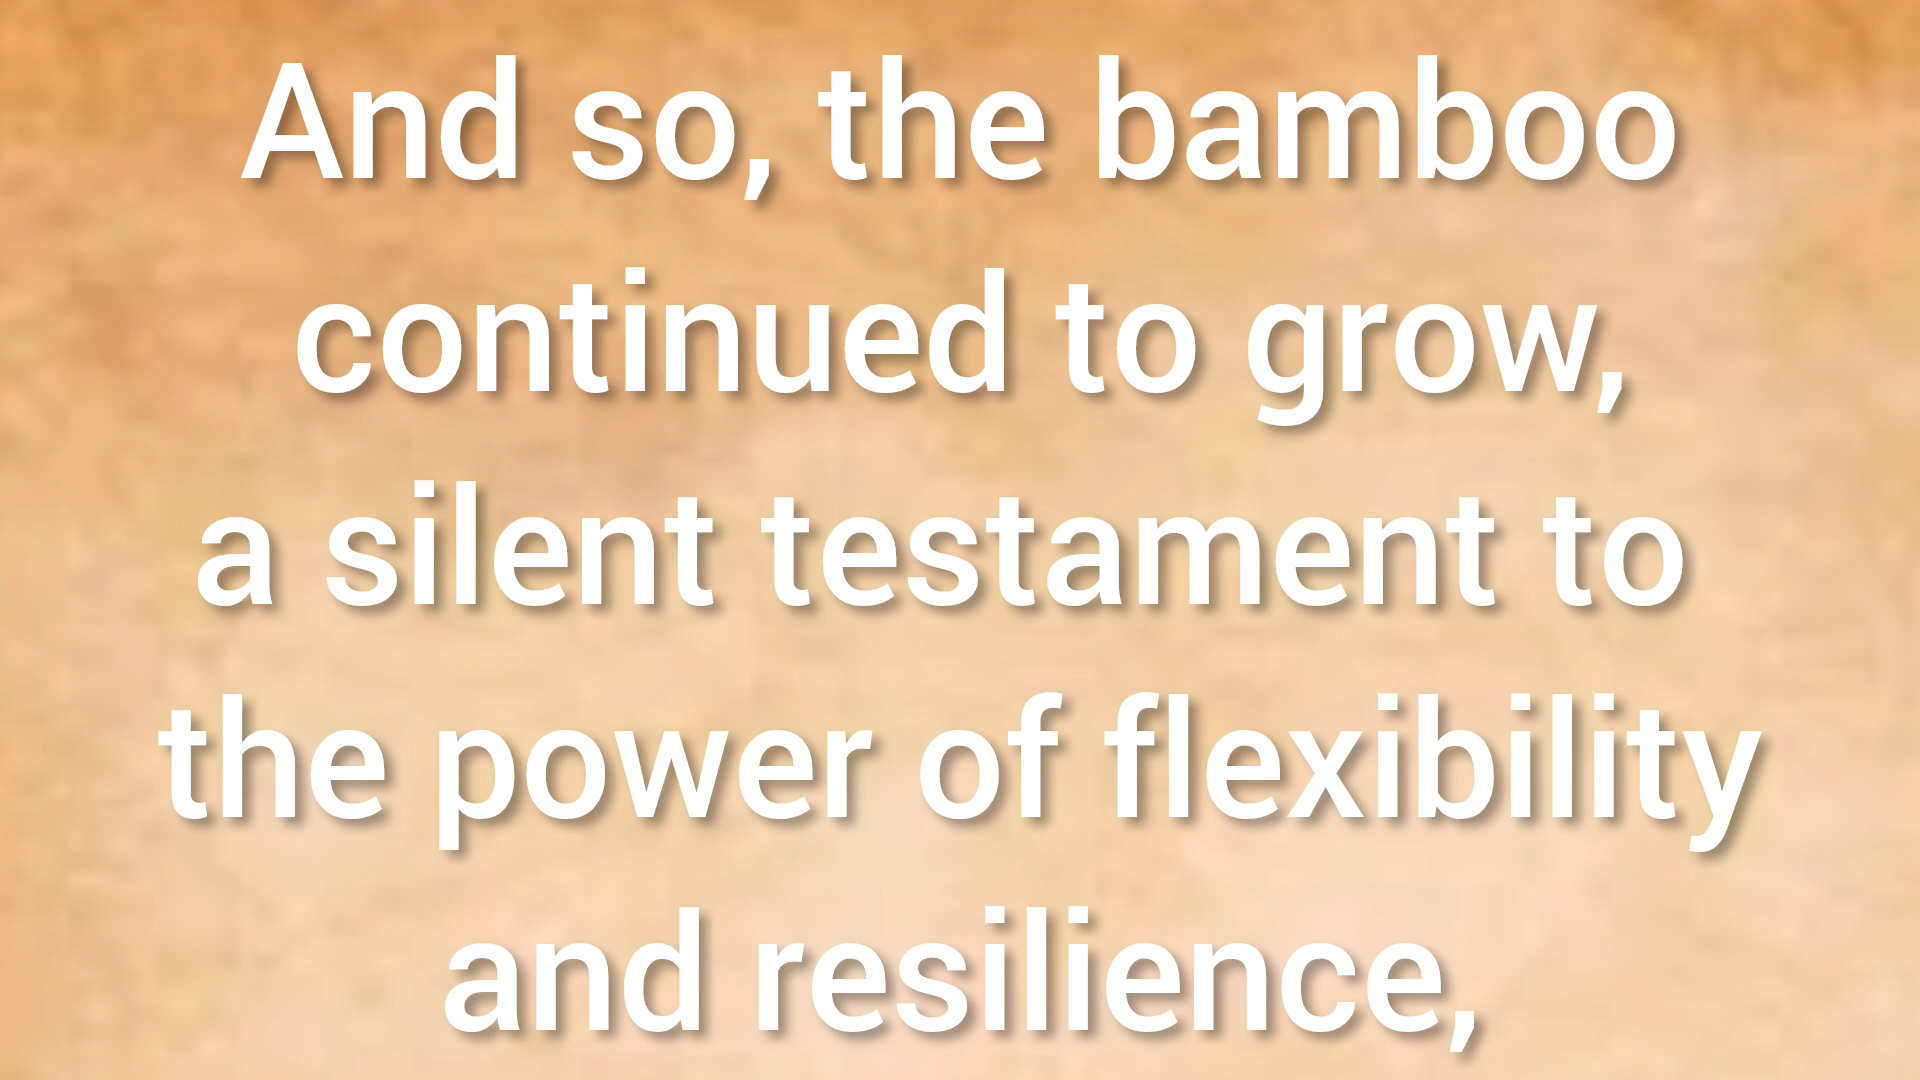 And so, the bamboo
continued to grow,
a silent testament to
the power of flexibility
and resilience,